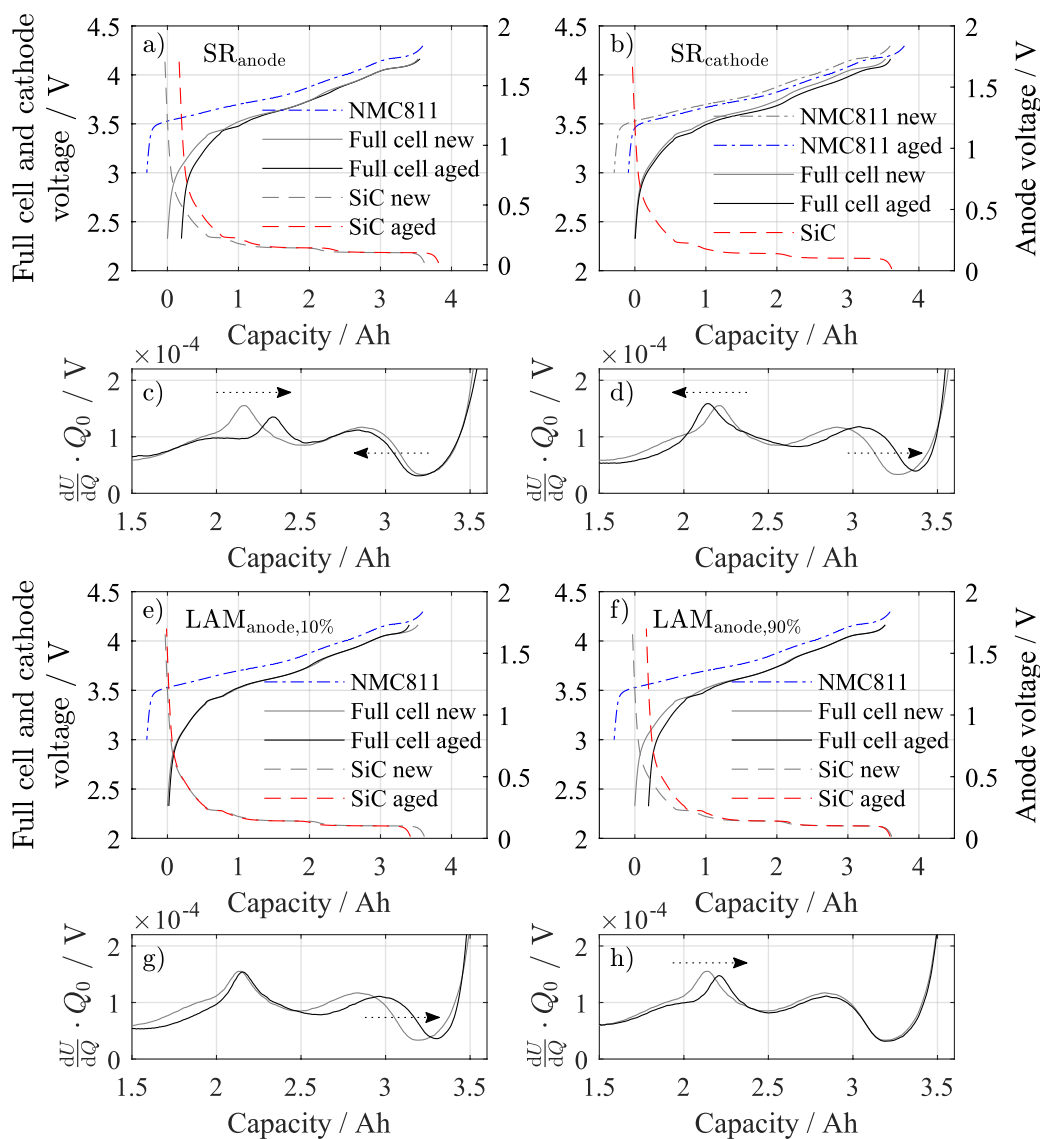 a) SR_anode
b) SR_cathode
Full cell and cathode
voltage / V
4.5
4
3.5
3
2.5
2
NMC811
Full cell new
Full cell aged
SiC new
SiC aged
2
1.5
1
0.5
0
0 1 2 3 4
Capacity / Ah
4.5
4
3.5
3
2.5
2
NMC811 new
NMC811 aged
Full cell new
Full cell aged
SiC
2
1.5
1
0.5
0
Anode voltage / V
0 1 2 3 4
Capacity / Ah
×10⁻⁴
c)
dU/dQ · Q₀ / V
2
1
0
1.5 2 2.5 3 3.5
Capacity / Ah
×10⁻⁴
d)
dU/dQ · Q₀ / V
2
1
0
1.5 2 2.5 3 3.5
Capacity / Ah
e) LAM_anode,10%
f) LAM_anode,90%
Full cell and cathode
voltage / V
4.5
4
3.5
3
2.5
2
NMC811
Full cell new
Full cell aged
SiC new
SiC aged
2
1.5
1
0.5
0
0 1 2 3 4
Capacity / Ah
4.5
4
3.5
3
2.5
2
NMC811
Full cell new
Full cell aged
SiC new
SiC aged
2
1.5
1
0.5
0
Anode voltage / V
0 1 2 3 4
Capacity / Ah
×10⁻⁴
g)
dU/dQ · Q₀ / V
2
1
0
1.5 2 2.5 3 3.5
Capacity / Ah
×10⁻⁴
h)
dU/dQ · Q₀ / V
2
1
0
1.5 2 2.5 3 3.5
Capacity / Ah